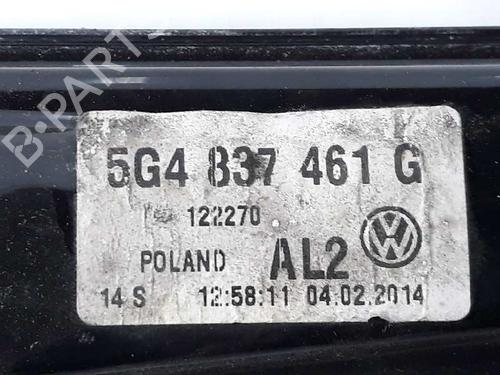 B-PARTS
5G4 837 461 G
122270
POLAND AL2
14 S 12:58:11 04.02.2014